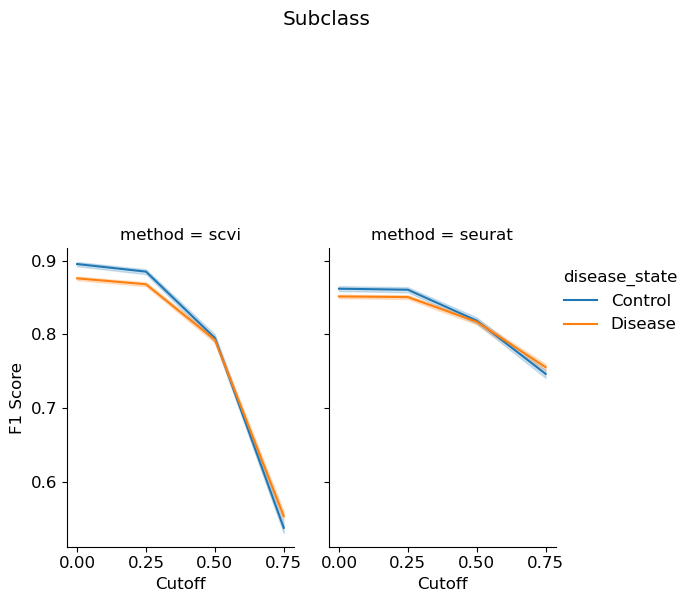 Subclass
method = scvi
method = seurat
disease_state
Control
Disease
F1 Score
0.9
0.8
0.7
0.6
0.00 0.25 0.50 0.75
0.00 0.25 0.50 0.75
Cutoff
Cutoff